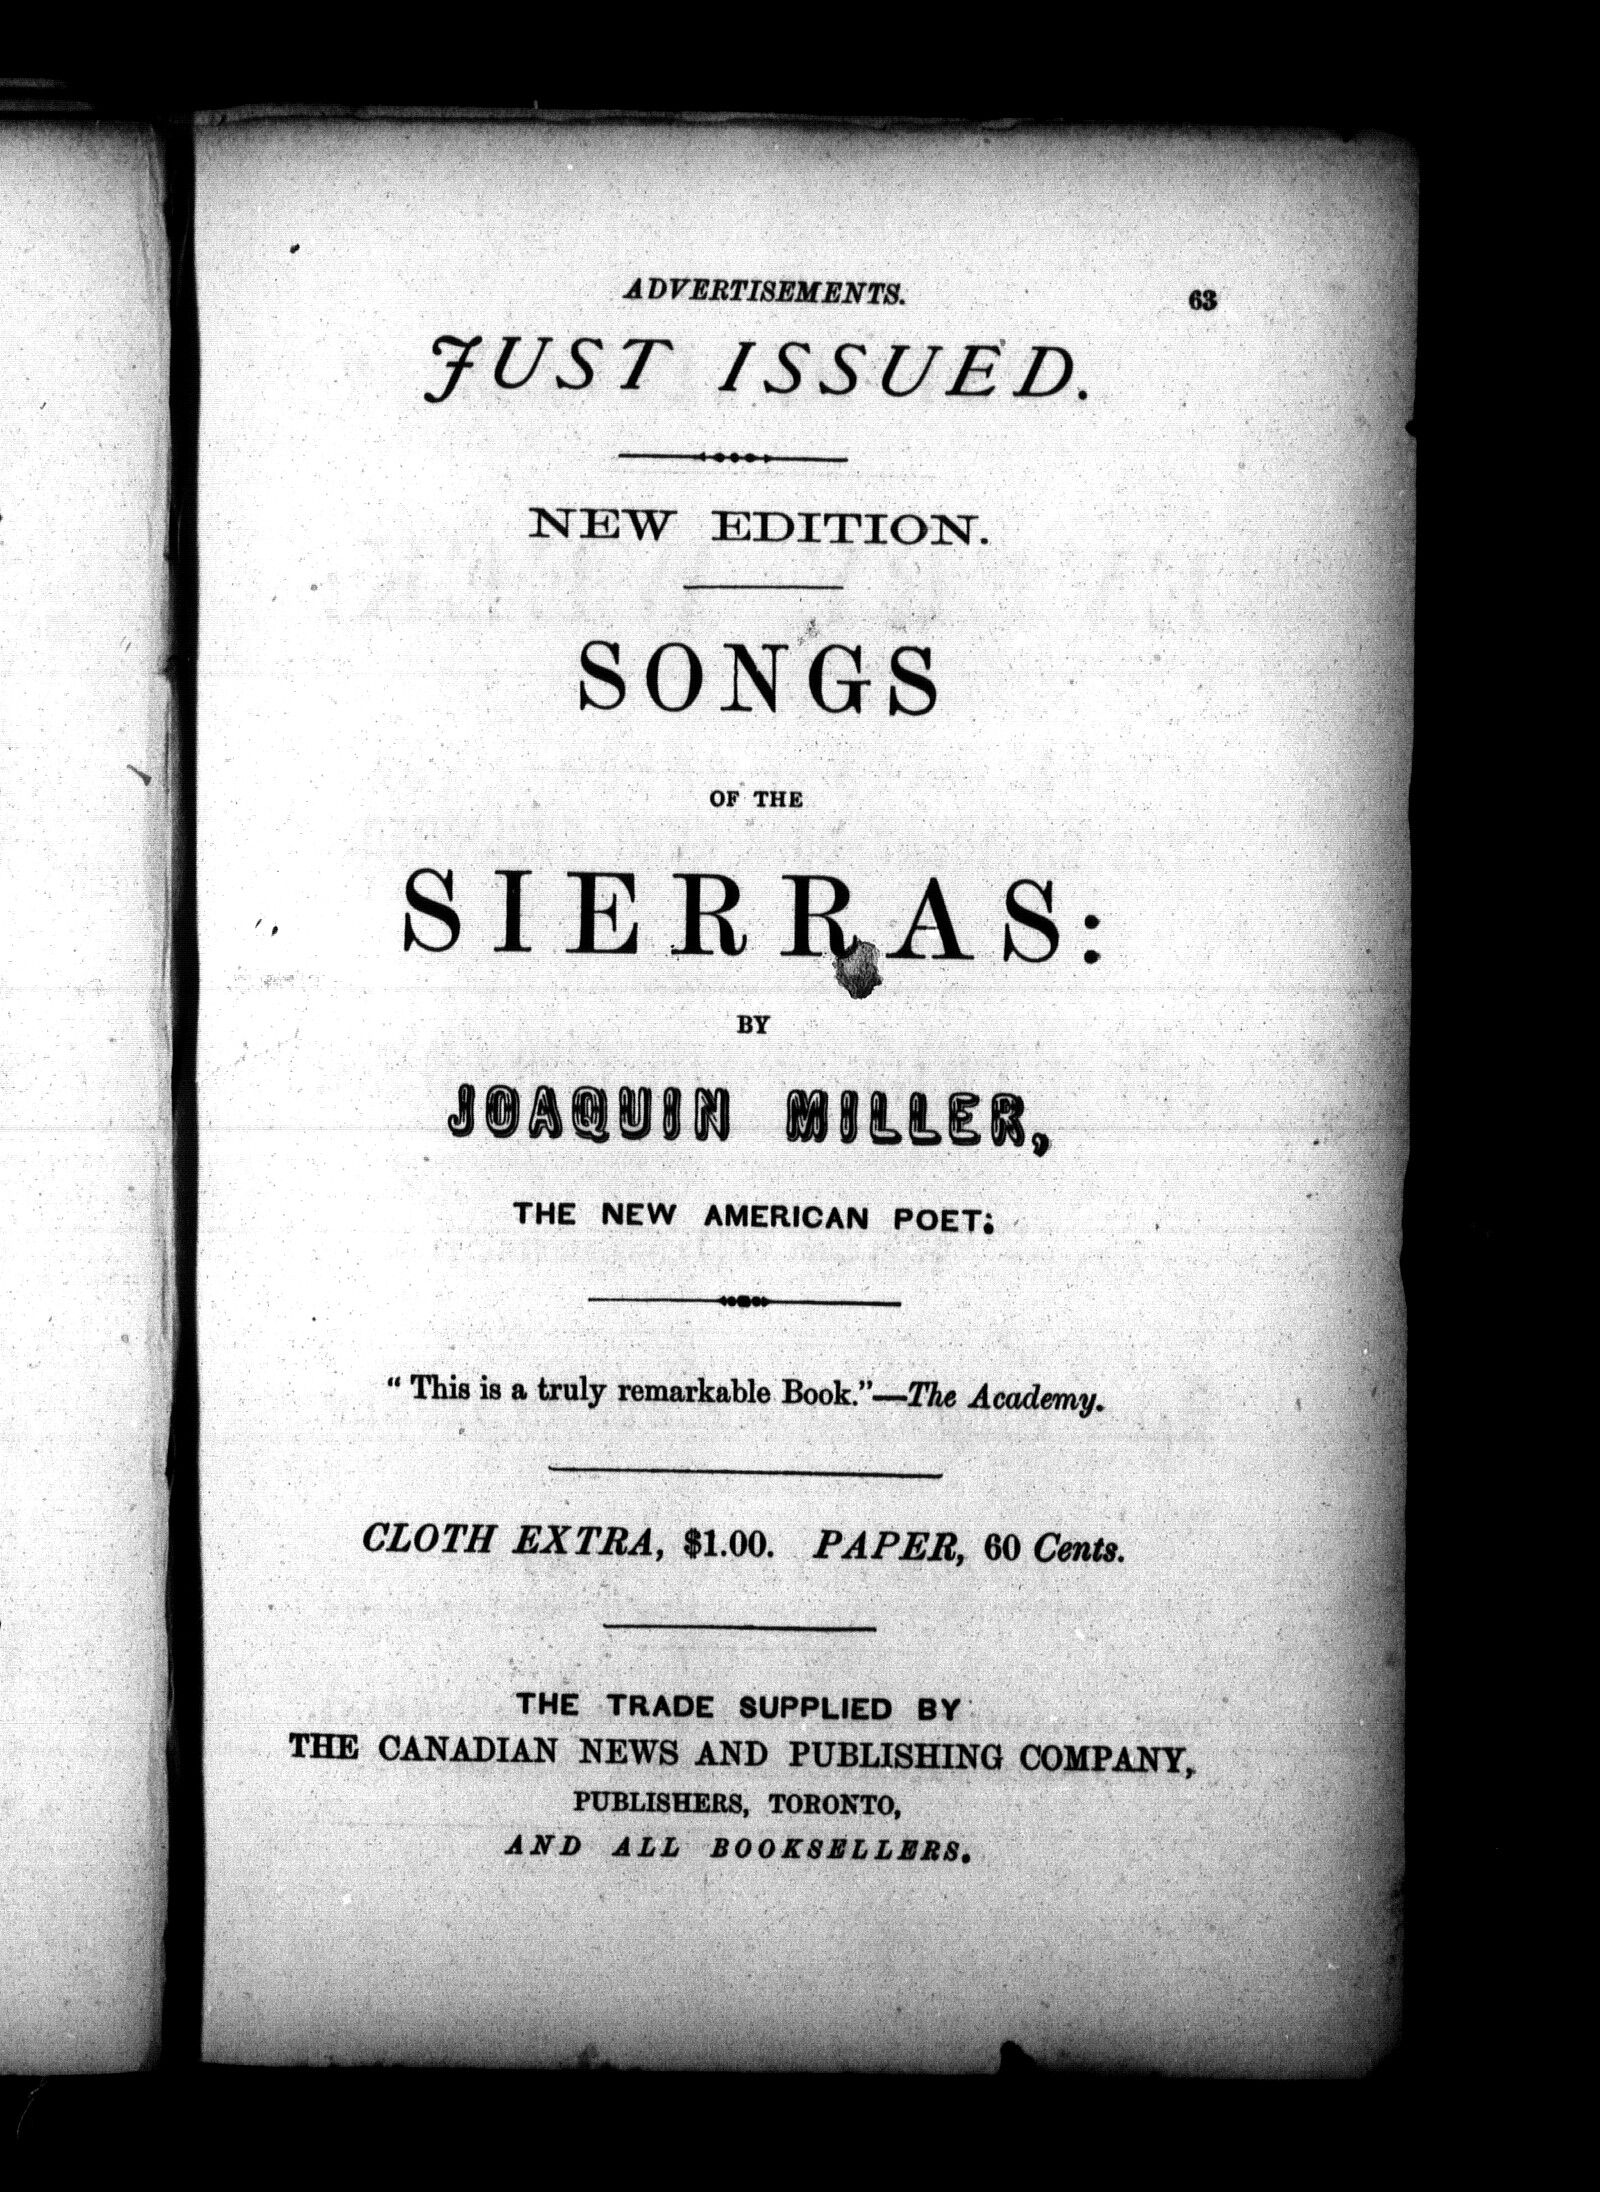 ADVERTISEMENTS. 63
JUST ISSUED.
NEW EDITION.
SONGS
OF THE
SIERRAS:
BY
JOAQUIN MILLER,
THE NEW AMERICAN POET:
“This is a truly remarkable Book.”—The Academy.
CLOTH EXTRA, $1.00. PAPER, 60 Cents.
THE TRADE SUPPLIED BY
THE CANADIAN NEWS AND PUBLISHING COMPANY,
PUBLISHERS, TORONTO,
AND ALL BOOKSELLERS.